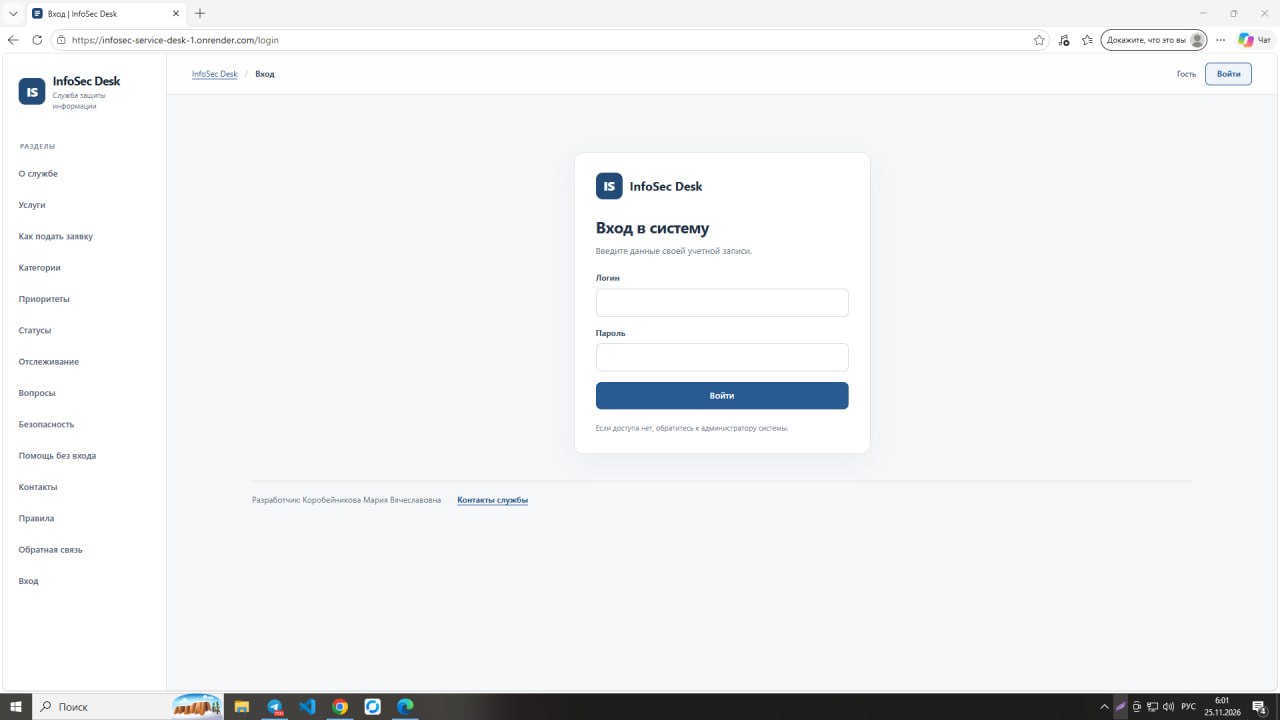 Вход | InfoSec Desk
https://infosec-service-desk-1.onrender.com/login
Докажите, что это вы
Чат
IS
InfoSec Desk
Служба защиты
информации
РАЗДЕЛЫ
О службе
Услуги
Как подать заявку
Категории
Приоритеты
Статусы
Отслеживание
Вопросы
Безопасность
Помощь без входа
Контакты
Правила
Обратная связь
Вход
InfoSec Desk / Вход
Гость
Войти
IS InfoSec Desk
Вход в систему
Введите данные своей учетной записи.
Логин
Пароль
Войти
Если доступа нет, обратитесь к администратору системы.
Разработчик: Коробейникова Мария Вячеславовна Контакты службы
Поиск
РУС
6:01
25.11.2026
4